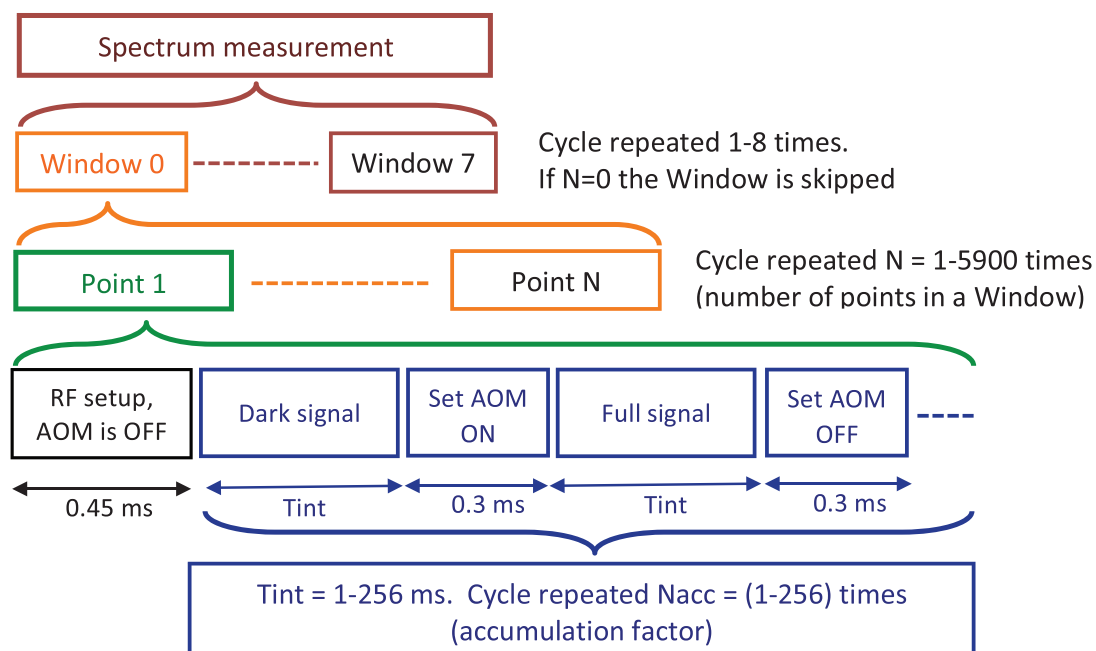 Spectrum measurement
Window 0
Window 7
Cycle repeated 1-8 times.
If N=0 the Window is skipped
Point 1
Point N
Cycle repeated N = 1-5900 times
(number of points in a Window)
RF setup,
AOM is OFF
Dark signal
Set AOM
ON
Full signal
Set AOM
OFF
0.45 ms
Tint
0.3 ms
Tint
0.3 ms
Tint = 1-256 ms.  Cycle repeated Nacc = (1-256) times
(accumulation factor)